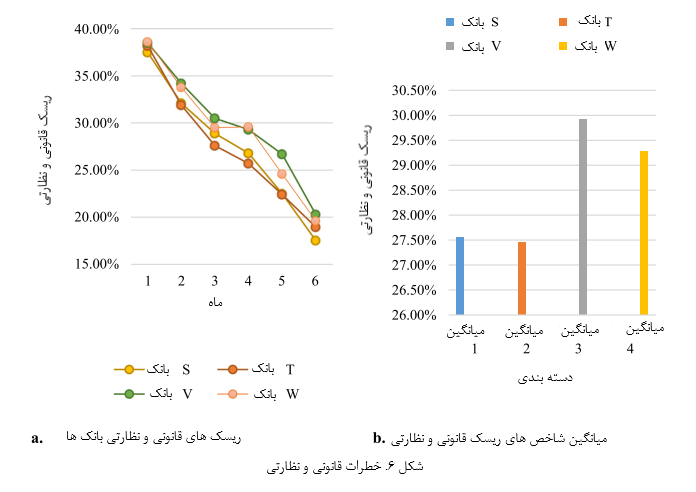 40.00%
35.00%
30.00%
25.00%
20.00%
15.00%
ریسک قانونی و نظارتی
1 2 3 4 5 6
ماه
بانک S بانک T
بانک V بانک W
a. ریسک های قانونی و نظارتی بانک ها
بانک S بانک T
بانک V بانک W
30.50%
30.00%
29.50%
29.00%
28.50%
28.00%
27.50%
27.00%
26.50%
26.00%
ریسک قانونی و نظارتی
میانگین میانگین میانگین میانگین
1 2 3 4
دسته بندی
b. میانگین شاخص های ریسک قانونی و نظارتی
شکل ۶. خطرات قانونی و نظارتی